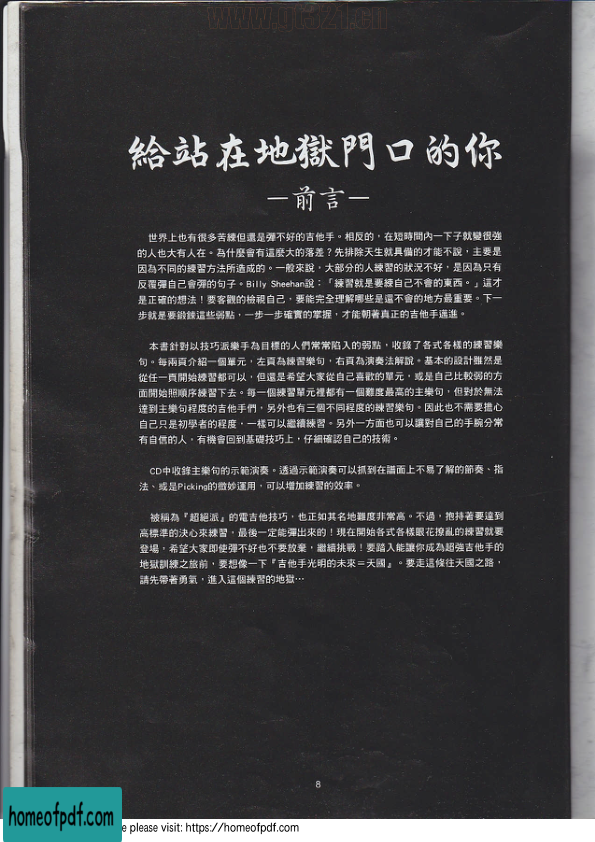 www.gt321.cn
給站在地獄門口的你
—前言—
世界上也有很多苦練但還是彈不好的吉他手。相反的，在短時間內一下子就變很強
的人也大有人在。為什麼會有這麼大的落差？先排除天生就具備的才能不說，主要是
因為不同的練習方法所造成的。一般來說，大部分的人練習的狀況不好，是因為只有
反覆彈自己會彈的句子。Billy Sheehan說：「練習就是要練自己不會的東西。」這才
是正確的想法！要客觀的檢視自己，要能完全理解哪些是還不會的地方最重要。下一
步就是要鍛鍊這些弱點，一步一步確實的掌握，才能朝著真正的吉他手邁進。
本書針對以技巧派樂手為目標的人們常常陷入的弱點，收錄了各式各樣的練習樂
句。每兩頁介紹一個單元，左頁為練習樂句，右頁為演奏法解說。基本的設計雖然是
從任一頁開始練習都可以，但還是希望大家從自己喜歡的單元，或是自己比較弱的方
面開始照順序練習下去。每一個練習單元裡都有一個難度最高的主樂句，但對於無法
達到主樂句程度的吉他手們，另外也有三個不同程度的練習樂句。因此也不需要擔心
自己只是初學者的程度，一樣可以繼續練習。另外一方面也可以讓對自己的手腕分常
有自信的人，有機會回到基礎技巧上，仔細確認自己的技術。
CD中收錄主樂句的示範演奏。透過示範演奏可以抓到在譜面上不易了解的節奏、指
法、或是Picking的微妙運用，可以增加練習的效率。
被稱為『超絕派』的電吉他技巧，也正如其名地難度非常高。不過，抱持著要達到
高標準的決心來練習，最後一定能彈出來的！現在開始各式各樣眼花撩亂的練習就要
登場，希望大家即使彈不好也不要放棄，繼續挑戰！要踏入能讓你成為超強吉他手的
地獄訓練之旅前，要想像一下『吉他手光明的未來＝天國』。要走這條往天國之路，
請先帶著勇氣，進入這個練習的地獄⋯
8
homeofpdf.com
e please visit: https://homeofpdf.com